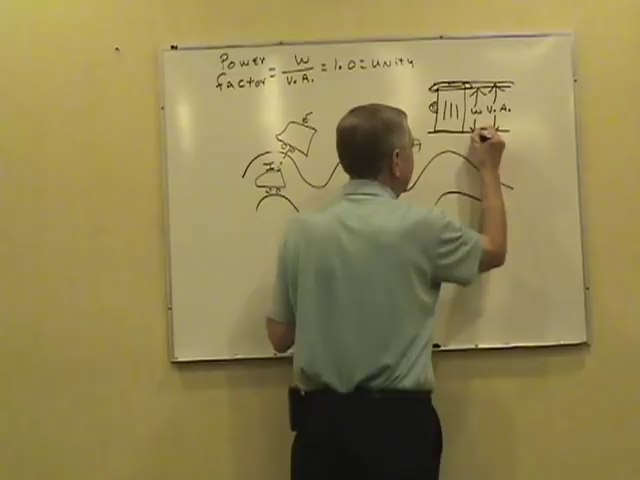 Power
factor = W / V.A. = 1.0 = Unity
W V.A.
E
I